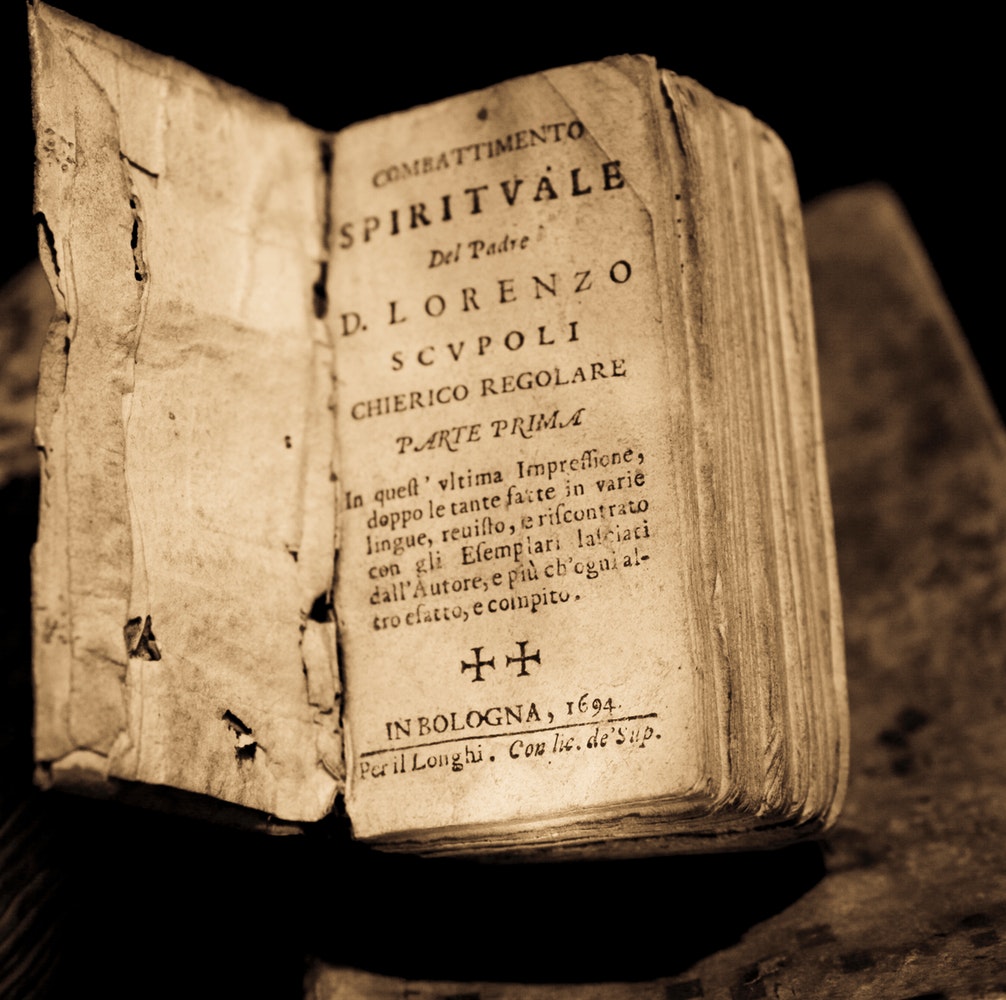 COMBATTIMENTO
SPIRITVALE
Del Padre
D. LORENZO
SCVPOLI
CHIERICO REGOLARE
PARTE PRIMA
In queſt' vltima Impreſſione,
doppo le tante fatte in varie
lingue, reuiſto, e riſcontrato
con gli Eſemplari laſciati
dall'Autore, e più ch'ogni al-
tro eſatto, e compito.
✠ ✠
IN BOLOGNA, 1694.
Per il Longhi. Con lic. de' Sup.